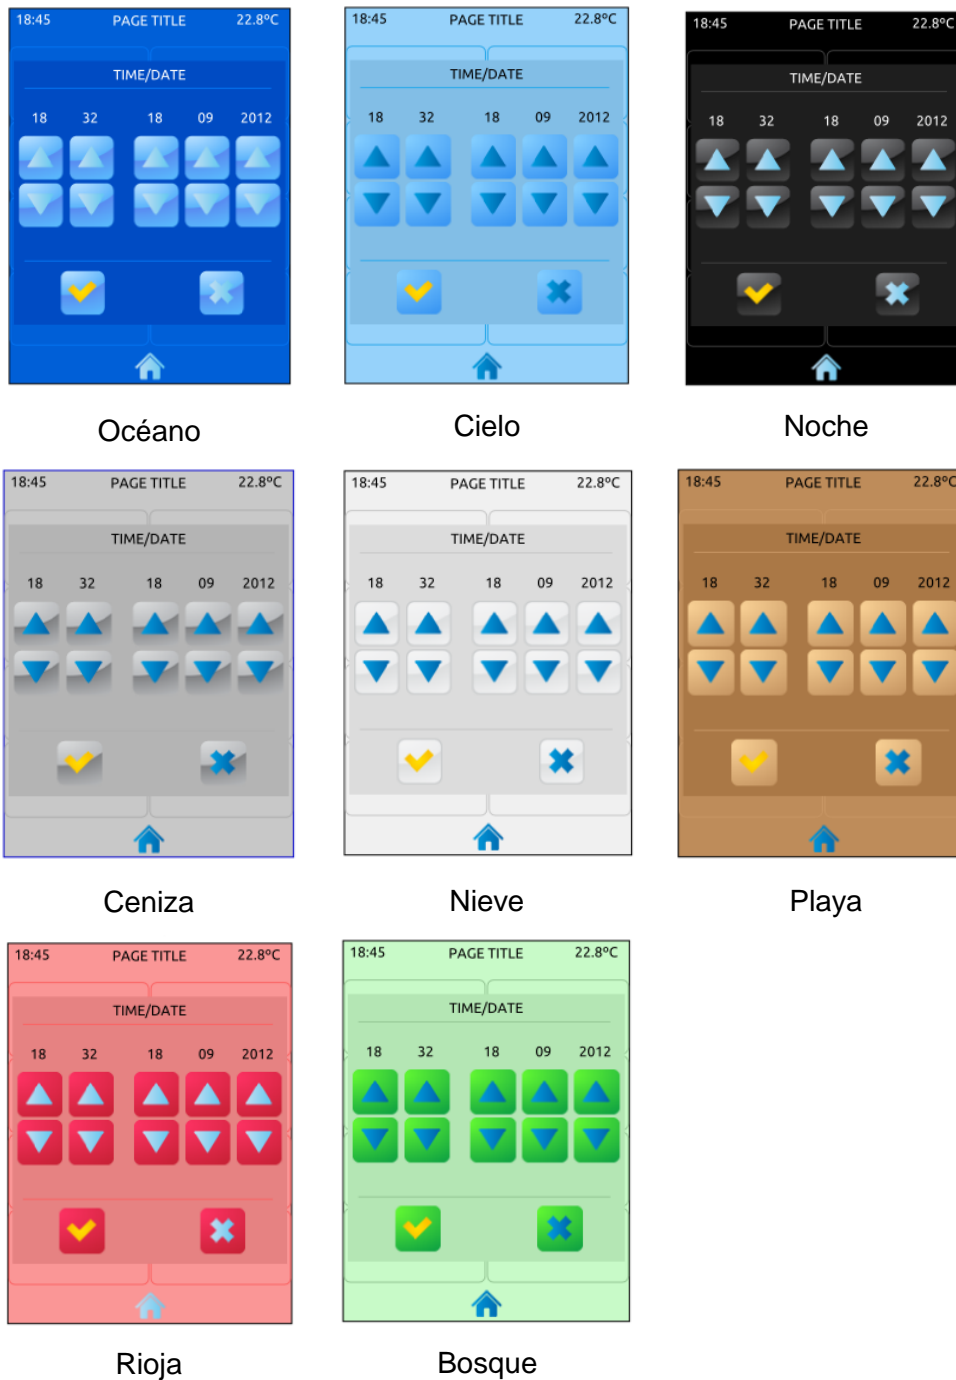 18:45 PAGE TITLE 22.8ºC
TIME/DATE
18 32 18 09 2012
Océano
18:45 PAGE TITLE 22.8ºC
TIME/DATE
18 32 18 09 2012
Cielo
18:45 PAGE TITLE 22.8ºC
TIME/DATE
18 32 18 09 2012
Noche
18:45 PAGE TITLE 22.8ºC
TIME/DATE
18 32 18 09 2012
Ceniza
18:45 PAGE TITLE 22.8ºC
TIME/DATE
18 32 18 09 2012
Nieve
18:45 PAGE TITLE 22.8ºC
TIME/DATE
18 32 18 09 2012
Playa
18:45 PAGE TITLE 22.8ºC
TIME/DATE
18 32 18 09 2012
Rioja
18:45 PAGE TITLE 22.8ºC
TIME/DATE
18 32 18 09 2012
Bosque